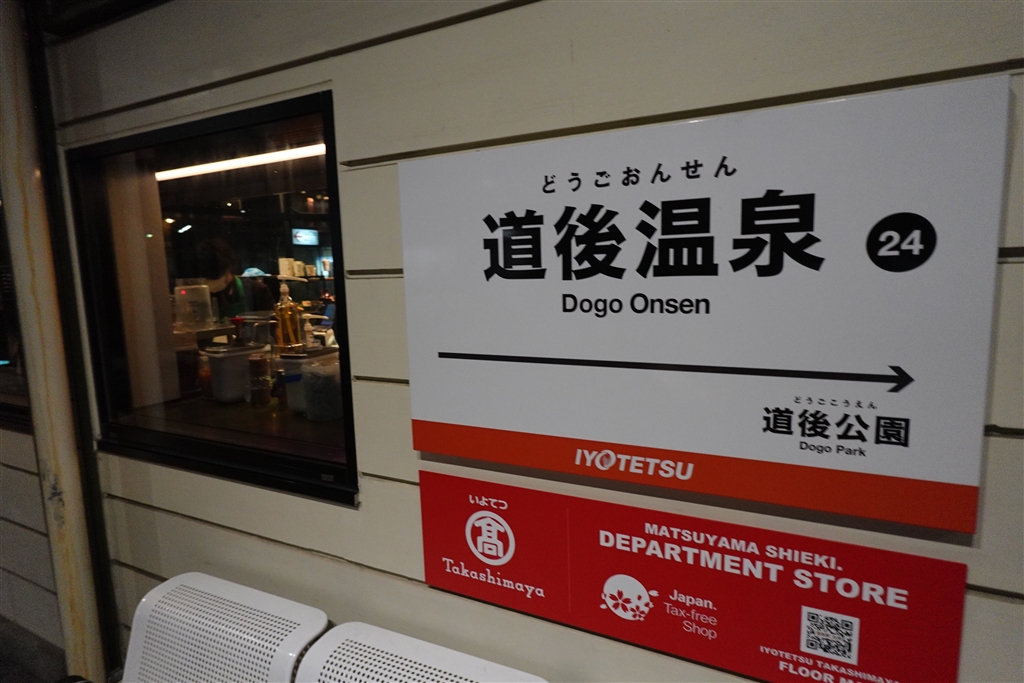 どうごおんせん
道後温泉
24
Dogo Onsen
どうごこうえん
道後公園
Dogo Park
IYOTETSU
いよてつ
髙
Takashimaya
MATSUYAMA SHIEKI.
DEPARTMENT STORE
Japan.
Tax-free
Shop
IYOTETSU TAKASHIMAYA
FLOOR